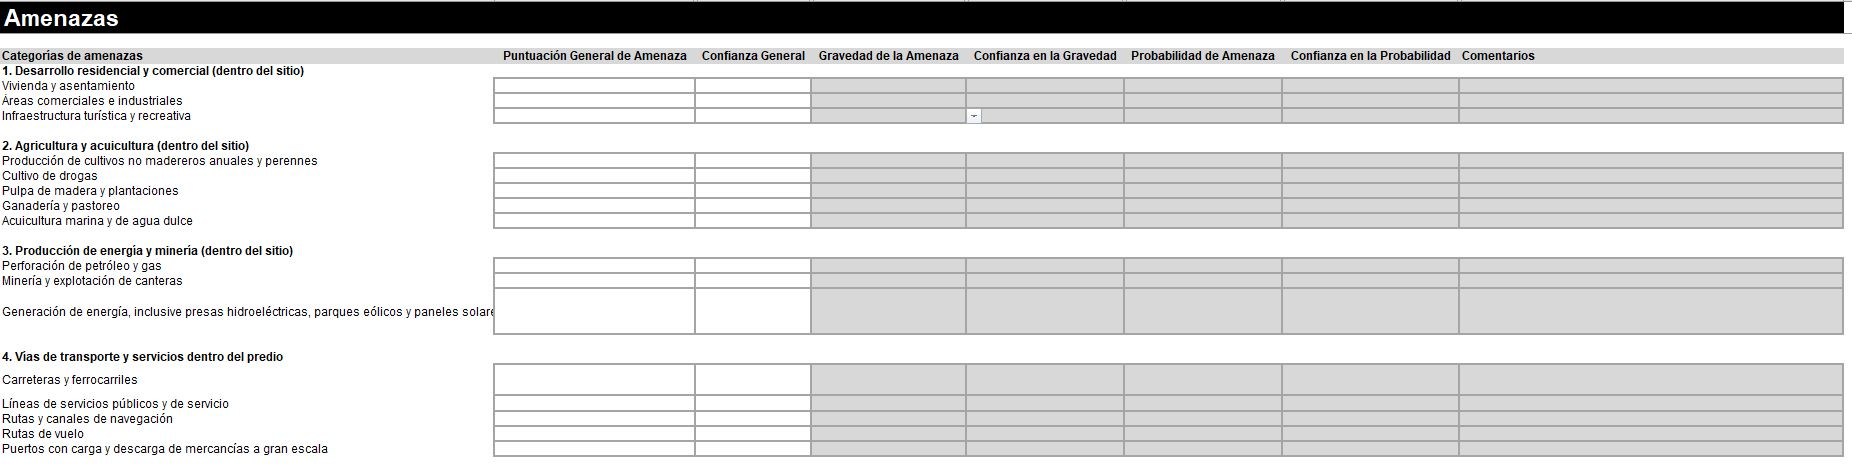 Amenazas
Categorías de amenazas Puntuación General de Amenaza Confianza General Gravedad de la Amenaza Confianza en la Gravedad Probabilidad de Amenaza Confianza en la Probabilidad Comentarios
1. Desarrollo residencial y comercial (dentro del sitio)
Vivienda y asentamiento
Áreas comerciales e industriales
Infraestructura turística y recreativa
2. Agricultura y acuicultura (dentro del sitio)
Producción de cultivos no madereros anuales y perennes
Cultivo de drogas
Pulpa de madera y plantaciones
Ganadería y pastoreo
Acuicultura marina y de agua dulce
3. Producción de energía y minería (dentro del sitio)
Perforación de petróleo y gas
Minería y explotación de canteras
Generación de energía, inclusive presas hidroeléctricas, parques eólicos y paneles solare
4. Vías de transporte y servicios dentro del predio
Carreteras y ferrocarriles
Líneas de servicios públicos y de servicio
Rutas y canales de navegación
Rutas de vuelo
Puertos con carga y descarga de mercancías a gran escala